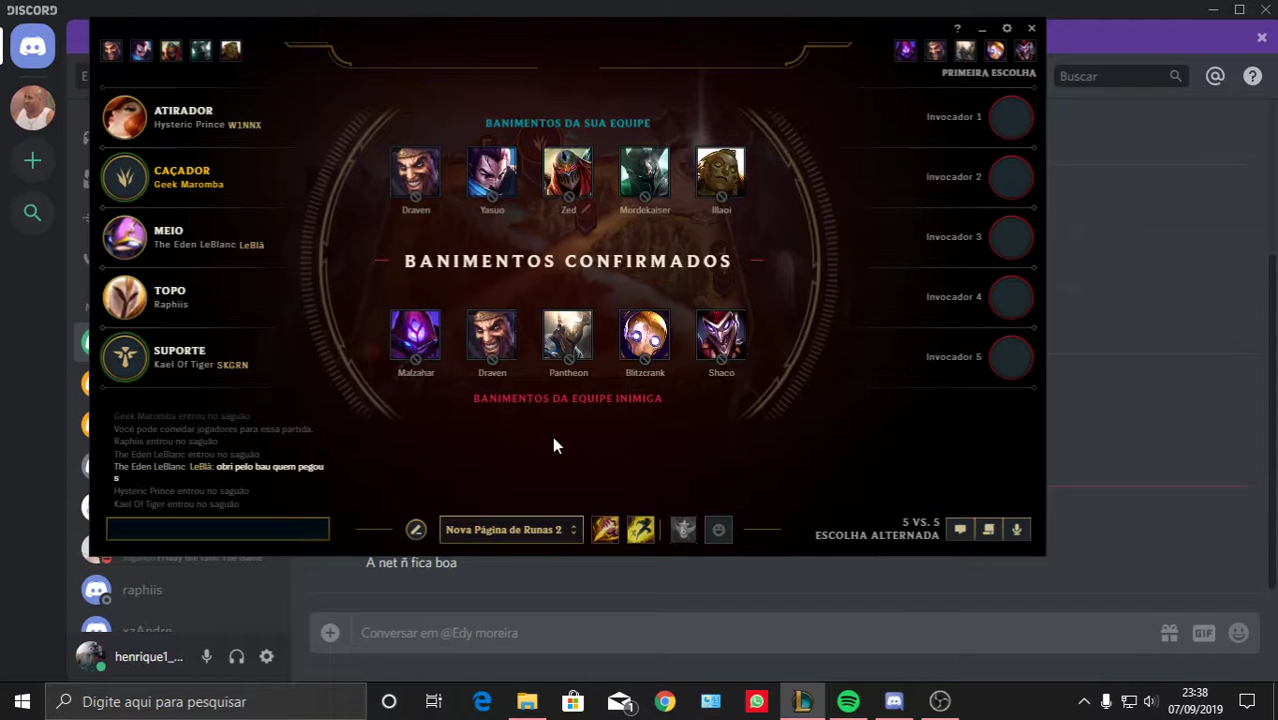 DISCORD
PRIMEIRA ESCOLHA
Buscar
ATIRADOR
Hysteric Prince W1NNX
CAÇADOR
Geek Maromba
MEIO
The Eden LeBlanc LeBlá
TOPO
Raphiis
SUPORTE
Kael Of Tiger SKGRN
BANIMENTOS DA SUA EQUIPE
Draven
Yasuo
Zed
Mordekaiser
Illaoi
BANIMENTOS CONFIRMADOS
Malzahar
Draven
Pantheon
Blitzcrank
Shaco
BANIMENTOS DA EQUIPE INIMIGA
Invocador 1
Invocador 2
Invocador 3
Invocador 4
Invocador 5
Geek Maromba entrou no saguão
Você pode convidar jogadores para essa partida.
Raphiis entrou no saguão
The Eden LeBlanc entrou no saguão
The Eden LeBlanc LeBlá: obri pelo bau quem pegou
s
Hysteric Prince entrou no saguão
Kael Of Tiger entrou no saguão
Nova Página de Runas 2
5 VS. 5
ESCOLHA ALTERNADA
A net ñ fica boa
raphiis
xzAndre
Conversar em @Edy moreira
henrique1_...
Digite aqui para pesquisar
1
23:38
07/09/2019